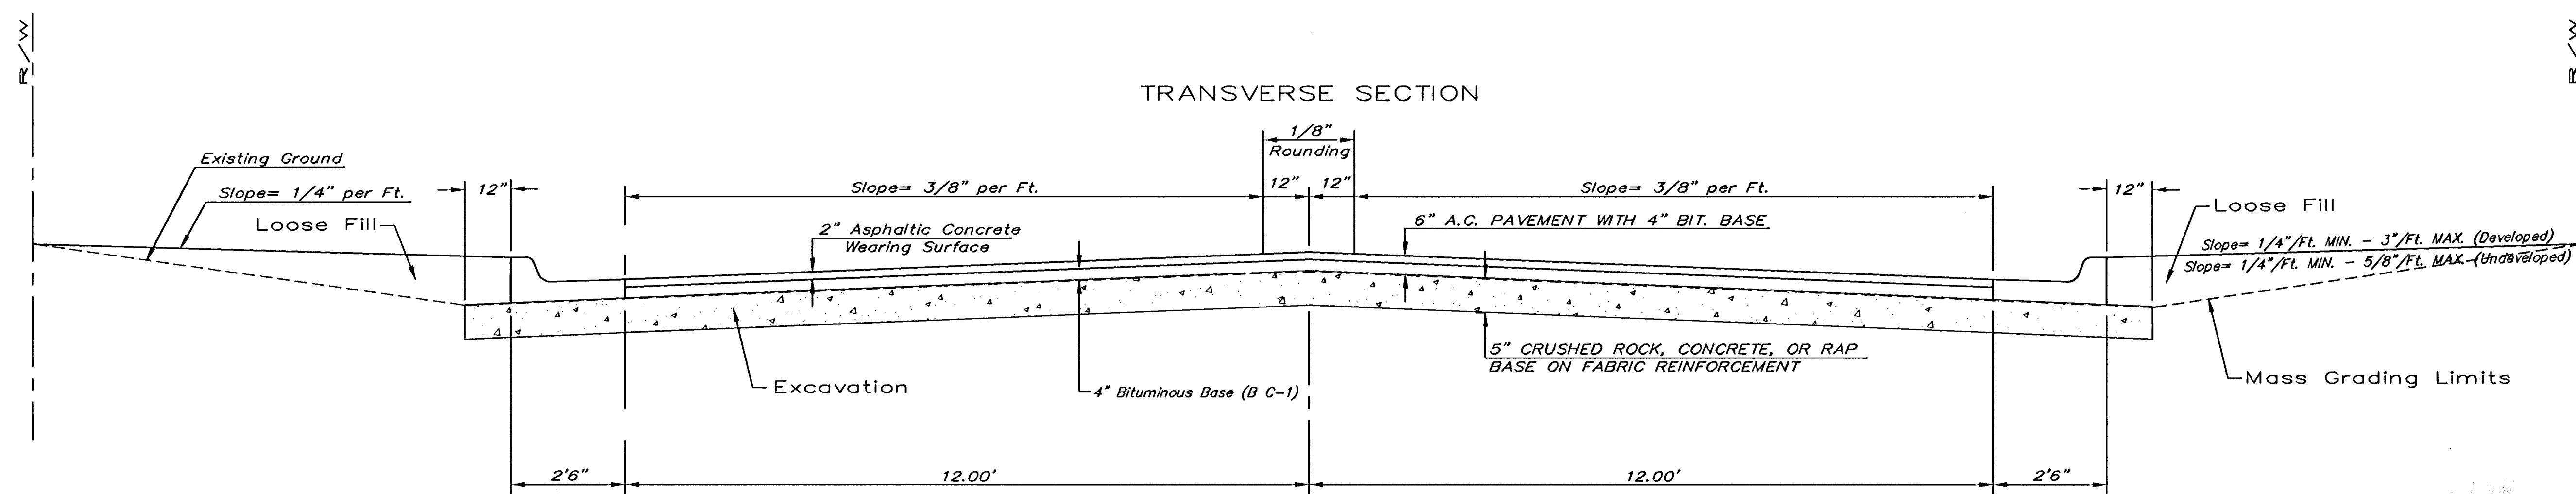 R/W
R/W
TRANSVERSE SECTION
1/8"
Rounding
Existing Ground
Slope= 1/4" per Ft.
Loose Fill
12"
Slope= 3/8" per Ft.
12"
12"
Slope= 3/8" per Ft.
12"
Loose Fill
2" Asphaltic Concrete
Wearing Surface
6" A.C. PAVEMENT WITH 4" BIT. BASE
Slope= 1/4"/Ft. MIN. - 3"/Ft. MAX. (Developed)
Slope= 1/4"/Ft. MIN. - 5/8"/Ft. MAX. (Undeveloped)
5" CRUSHED ROCK, CONCRETE, OR RAP
BASE ON FABRIC REINFORCEMENT
Excavation
4" Bituminous Base (B C-1)
Mass Grading Limits
2'6"
12.00'
12.00'
2'6"